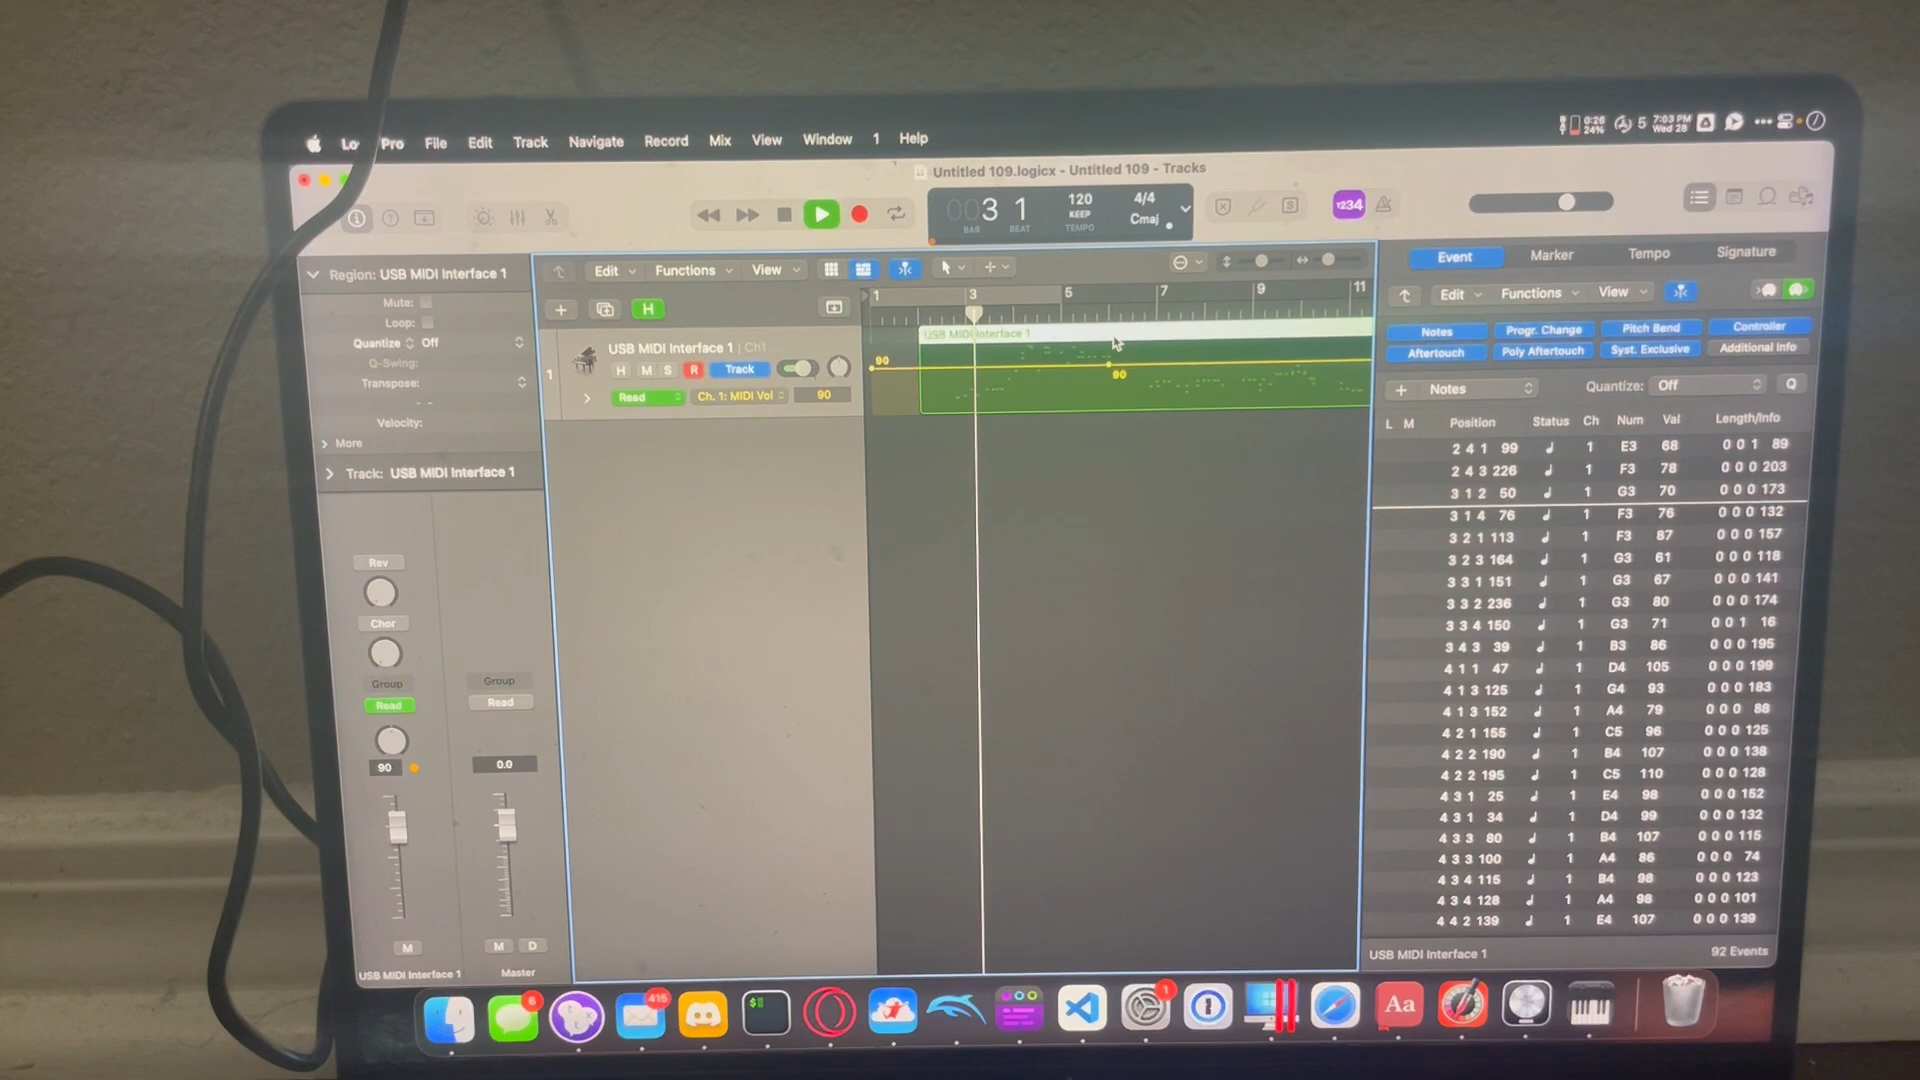 Lo Pro File Edit Track Navigate Record Mix View Window 1 Help
0:26 24% 5 7:03 PM Wed 28
Untitled 109.logicx - Untitled 109 - Tracks
003 1 120 KEEP 4/4 Cmaj
BAR BEAT TEMPO
1234
Region: USB MIDI Interface 1
Mute:
Loop:
Quantize Off
Q-Swing:
Transpose:
Velocity:
More
Track: USB MIDI Interface 1
Rev
Chor
Group
Read
90
M
USB MIDI Interface 1
Group
Read
0.0
M D
Master
Edit Functions View
H
1 3 5 7 9 11
1
USB MIDI Interface 1 Ch1
H M S R Track
Read Ch. 1: MIDI Vol 90
USB MIDI Interface 1
90
90
Event Marker Tempo Signature
Edit Functions View
Notes Progr. Change Pitch Bend Controller
Aftertouch Poly Aftertouch Syst. Exclusive Additional Info
+ Notes Quantize: Off Q
L M Position Status Ch Num Val Length/Info
2 4 1 99 1 E3 68 0 0 1 89
2 4 3 226 1 F3 78 0 0 0 203
3 1 2 50 1 G3 70 0 0 0 173
3 1 4 76 1 F3 76 0 0 0 132
3 2 1 113 1 F3 87 0 0 0 157
3 2 3 164 1 G3 61 0 0 0 118
3 3 1 151 1 G3 67 0 0 0 141
3 3 2 236 1 G3 80 0 0 0 174
3 3 4 150 1 G3 71 0 0 1 16
3 4 3 39 1 B3 86 0 0 0 195
4 1 1 47 1 D4 105 0 0 0 199
4 1 3 125 1 G4 93 0 0 0 183
4 1 3 152 1 A4 79 0 0 0 88
4 2 1 155 1 C5 96 0 0 0 125
4 2 2 190 1 B4 107 0 0 0 138
4 2 2 195 1 C5 110 0 0 0 128
4 3 1 25 1 E4 98 0 0 0 152
4 3 1 34 1 D4 99 0 0 0 132
4 3 3 80 1 B4 107 0 0 0 115
4 3 3 100 1 A4 86 0 0 0 74
4 3 4 115 1 B4 98 0 0 0 123
4 3 4 128 1 A4 98 0 0 0 101
4 4 2 139 1 E4 107 0 0 0 139
USB MIDI Interface 1 92 Events
6 415 $ 1 Aa